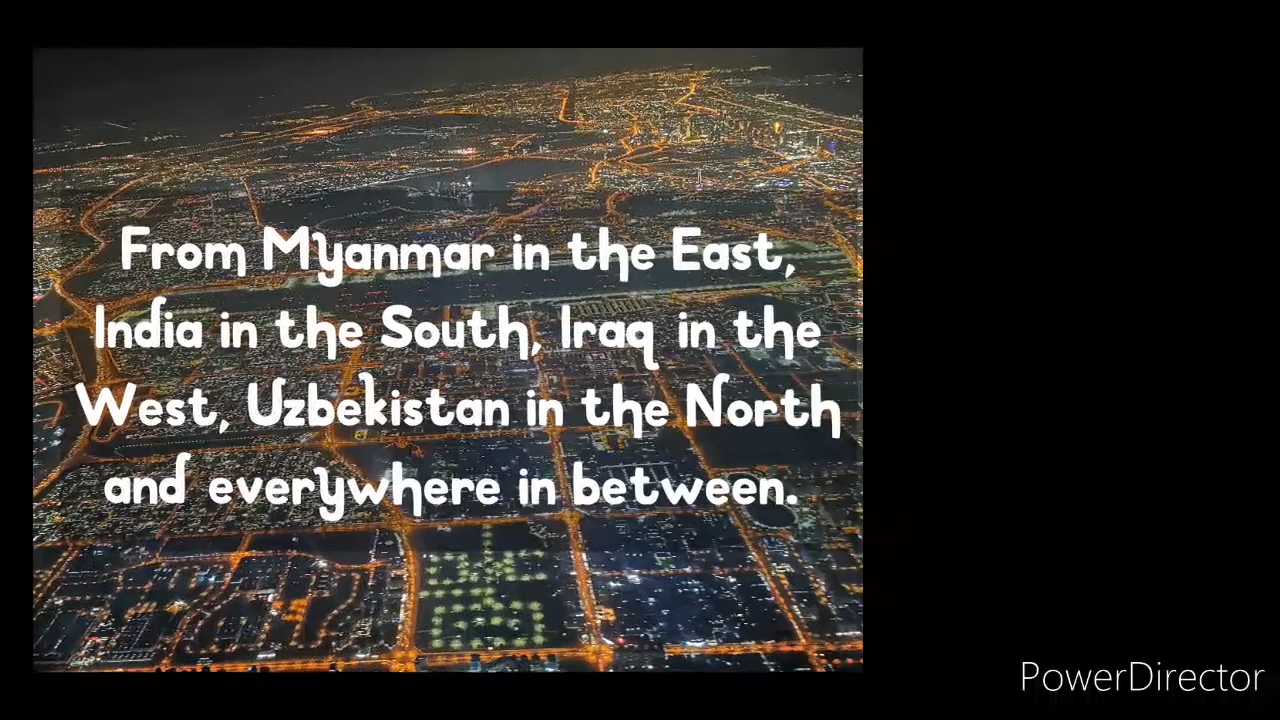 From Myanmar in the East,
India in the South, Iraq in the
West, Uzbekistan in the North
and everywhere in between.
PowerDirector